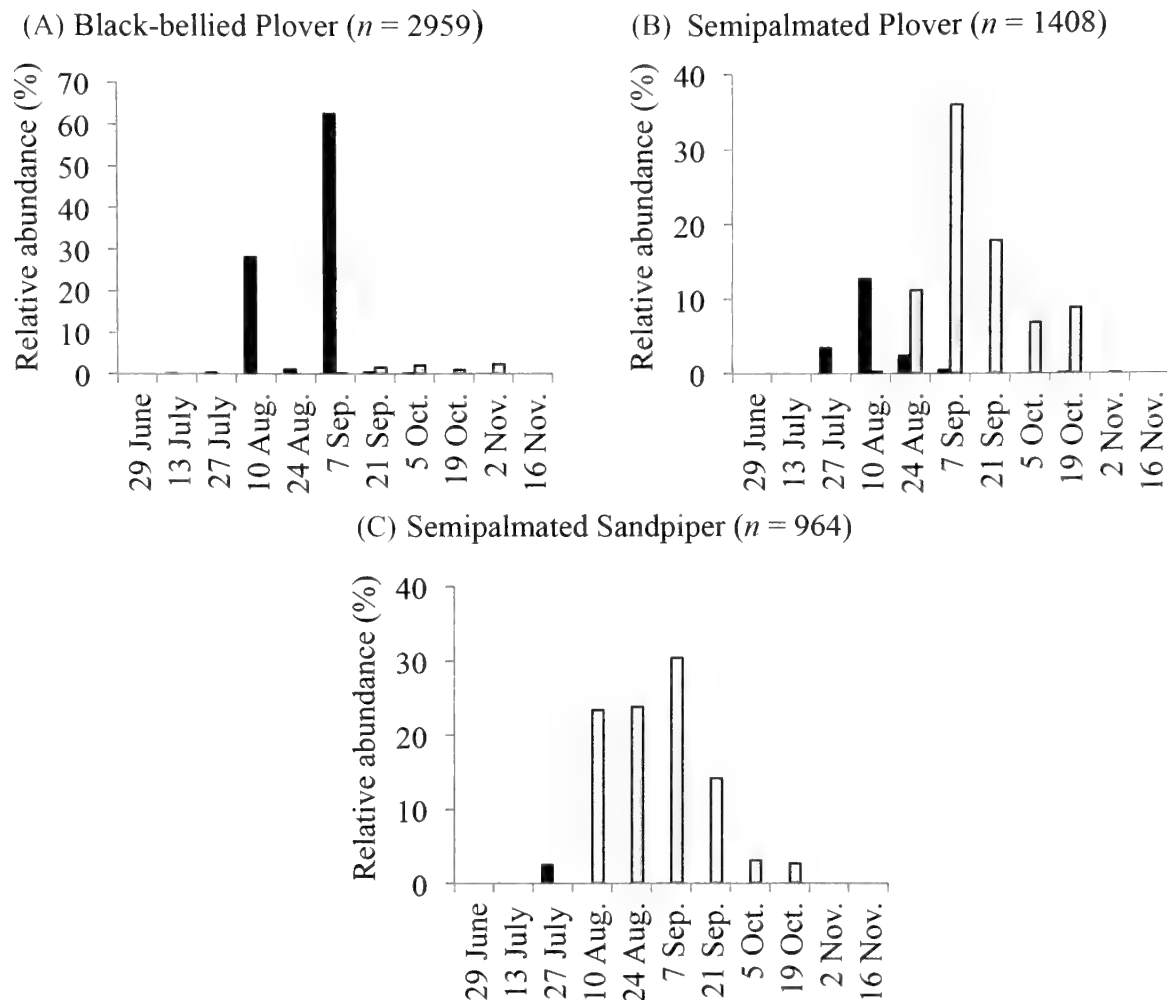 (A) Black-bellied Plover (n = 2959)
Relative abundance (%)
70
60
50
40
30
20
10
0
29 June
13 July
27 July
10 Aug.
24 Aug.
7 Sep.
21 Sep.
5 Oct.
19 Oct.
2 Nov.
16 Nov.
(B) Semipalmated Plover (n = 1408)
Relative abundance (%)
40
30
20
10
0
29 June
13 July
27 July
10 Aug.
24 Aug.
7 Sep.
21 Sep.
5 Oct.
19 Oct.
2 Nov.
16 Nov.
(C) Semipalmated Sandpiper (n = 964)
Relative abundance (%)
40
30
20
10
0
29 June
13 July
27 July
10 Aug.
24 Aug.
7 Sep.
21 Sep.
5 Oct.
19 Oct.
2 Nov.
16 Nov.